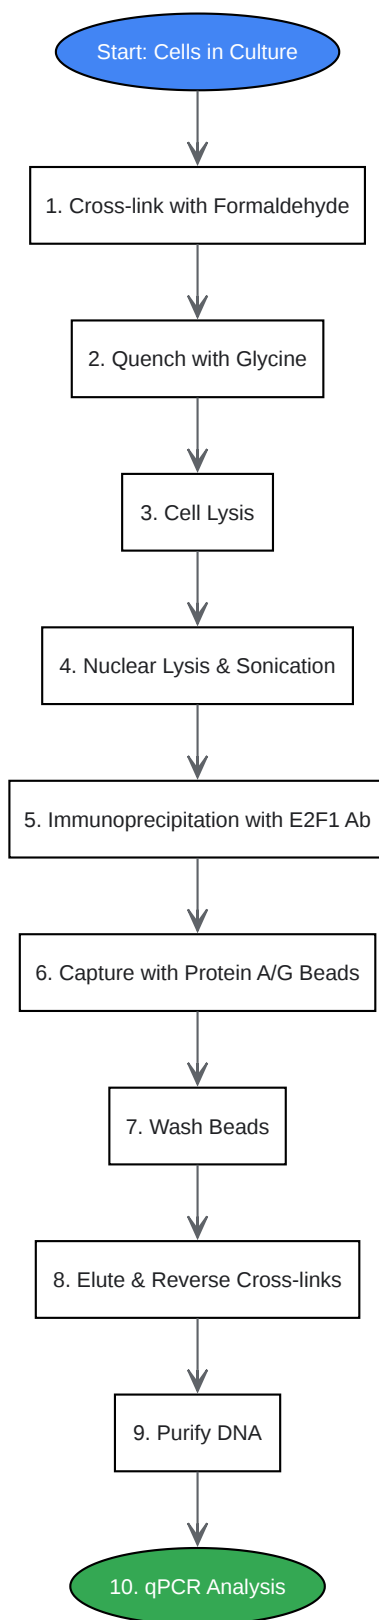 Start: Cells in Culture
1. Cross-link with Formaldehyde
2. Quench with Glycine
3. Cell Lysis
4. Nuclear Lysis & Sonication
5. Immunoprecipitation with E2F1 Ab
6. Capture with Protein A/G Beads
7. Wash Beads
8. Elute & Reverse Cross-links
9. Purify DNA
10. qPCR Analysis